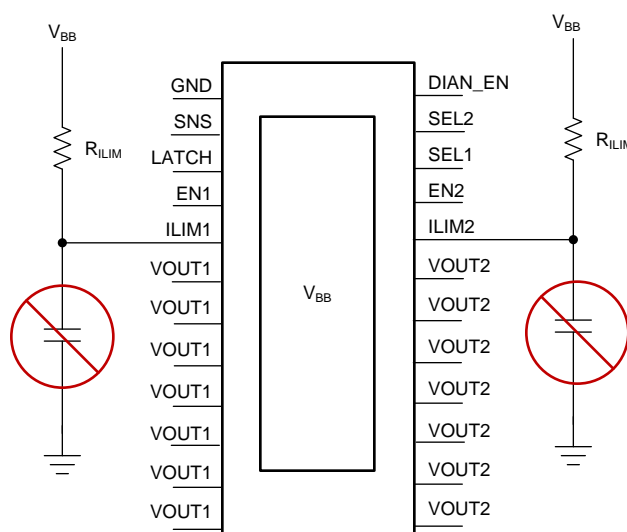 VBB
VBB
GND
DIAN_EN
RILIM
SNS
SEL2
RILIM
LATCH
SEL1
EN1
EN2
ILIM1
ILIM2
VOUT1
VOUT2
VBB
VOUT1
VOUT2
VOUT1
VOUT2
VOUT1
VOUT2
VOUT1
VOUT2
VOUT1
VOUT2
VOUT1
VOUT2